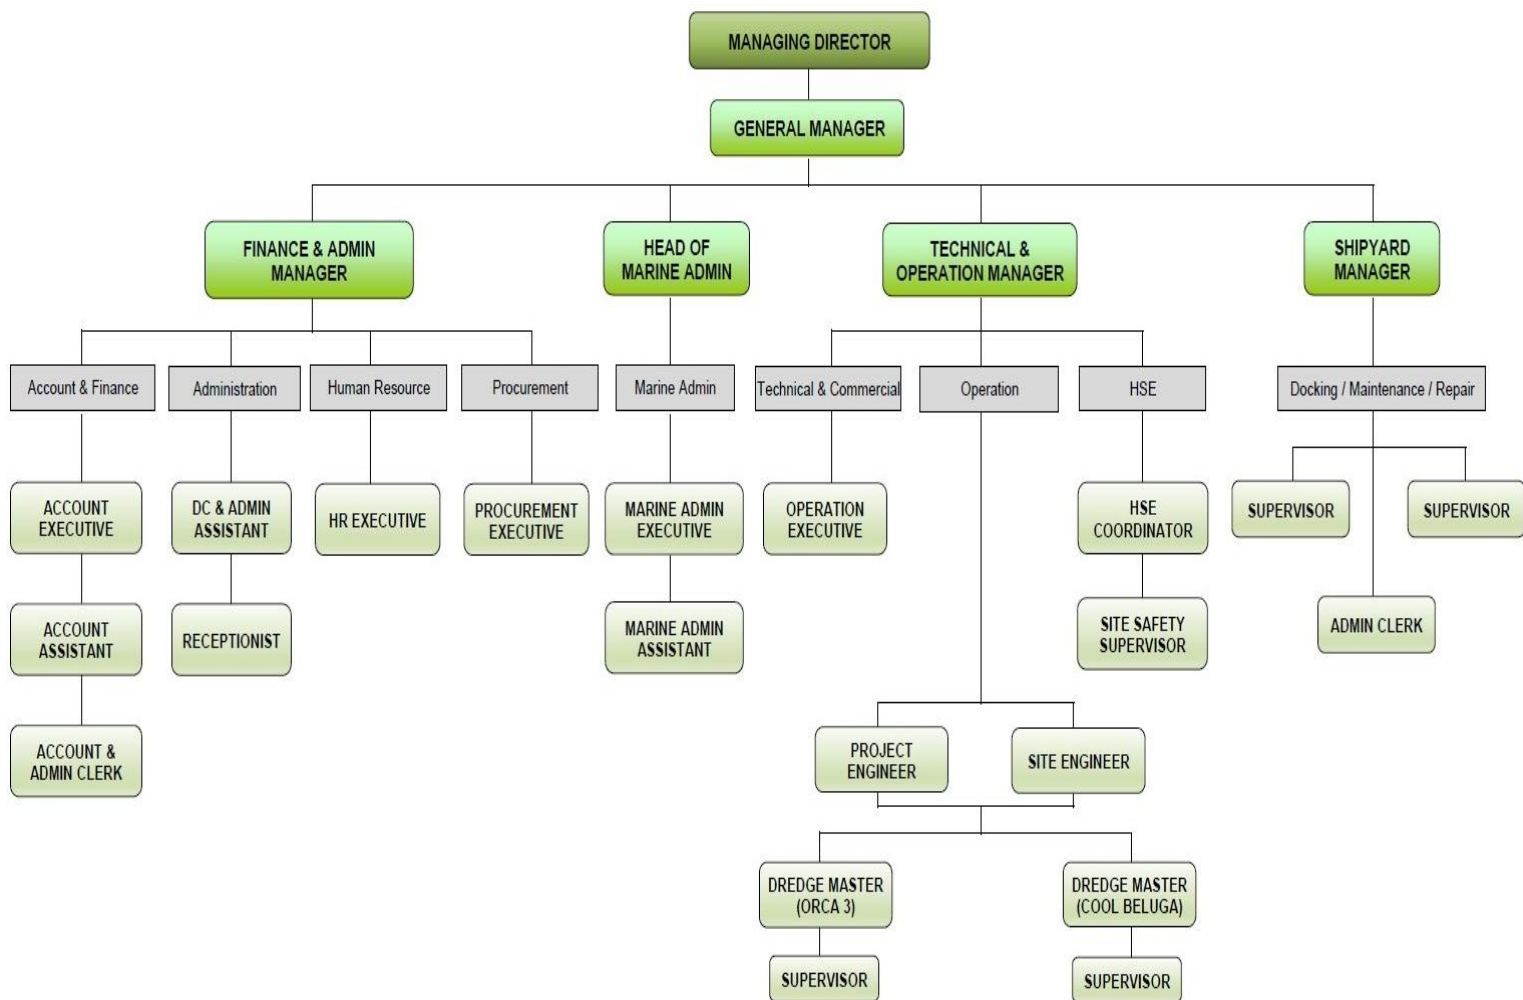 MANAGING DIRECTOR
GENERAL MANAGER
FINANCE & ADMIN
MANAGER
HEAD OF
MARINE ADMIN
TECHNICAL &
OPERATION MANAGER
SHIPYARD
MANAGER
Account & Finance
Administration
Human Resource
Procurement
Marine Admin
Technical & Commercial
Operation
HSE
Docking / Maintenance / Repair
ACCOUNT
EXECUTIVE
DC & ADMIN
ASSISTANT
HR EXECUTIVE
PROCUREMENT
EXECUTIVE
MARINE ADMIN
EXECUTIVE
OPERATION
EXECUTIVE
HSE
COORDINATOR
SUPERVISOR
SUPERVISOR
ACCOUNT
ASSISTANT
RECEPTIONIST
MARINE ADMIN
ASSISTANT
SITE SAFETY
SUPERVISOR
ADMIN CLERK
ACCOUNT &
ADMIN CLERK
PROJECT
ENGINEER
SITE ENGINEER
DREDGE MASTER
(ORCA 3)
DREDGE MASTER
(COOL BELUGA)
SUPERVISOR
SUPERVISOR